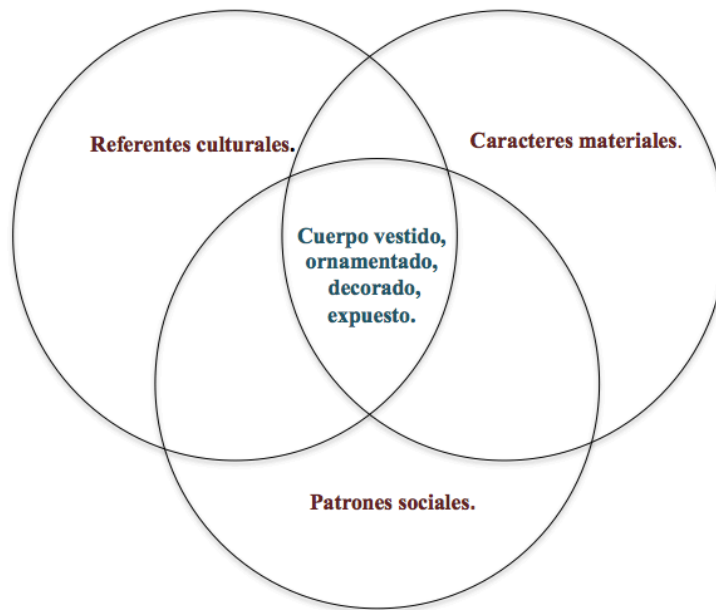 Referentes culturales.
Caracteres materiales.
Cuerpo vestido,
ornamentado,
decorado,
expuesto.
Patrones sociales.